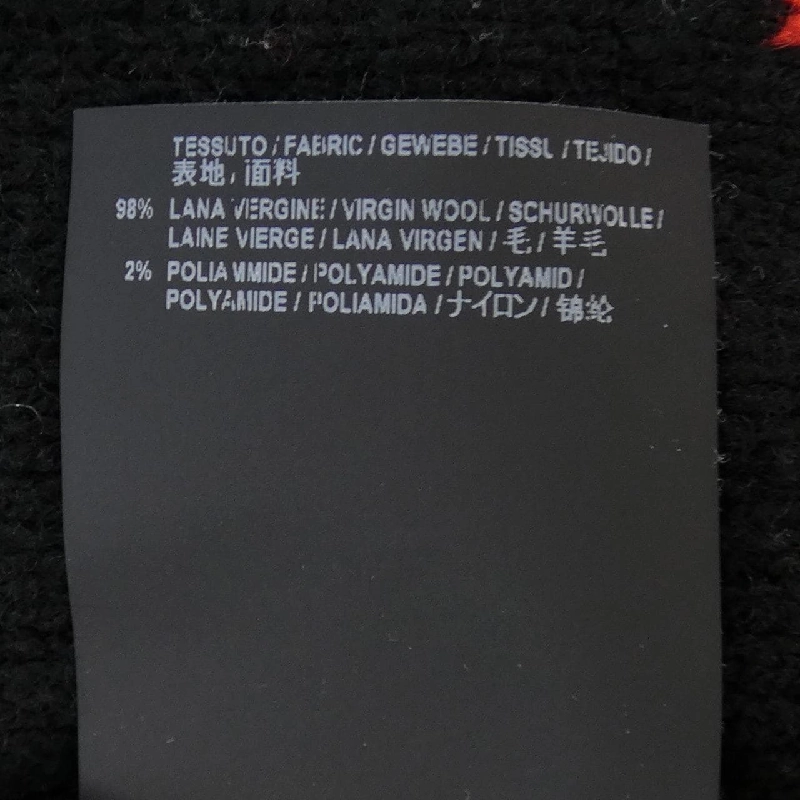 TESSUTO / FABRIC / GEWEBE / TISSU / TEJIDO /
表地 / 面料
98% LANA VERGINE / VIRGIN WOOL / SCHURWOLLE /
LAINE VIERGE / LANA VIRGEN / 毛 / 羊毛
2% POLIAMMIDE / POLYAMIDE / POLYAMID /
POLYAMIDE / POLIAMIDA / ナイロン / 锦纶